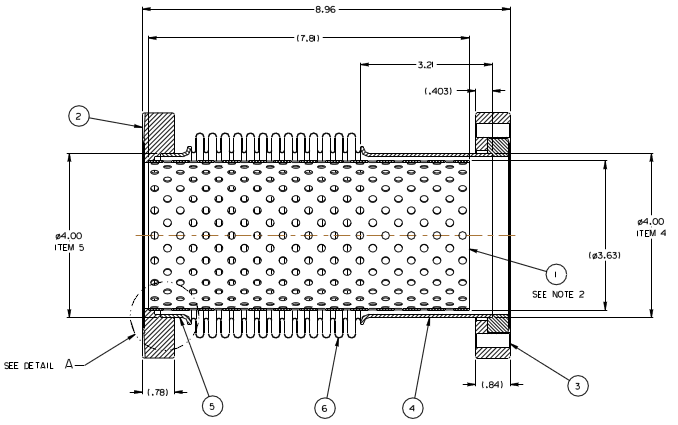 8.96
(7.81)
3.21
(.403)
2
ø4.00
ITEM 5
ø4.00
ITEM 4
(ø3.63)
1
SEE NOTE 2
SEE DETAIL A
(.78)
(.84)
3
5
6
4